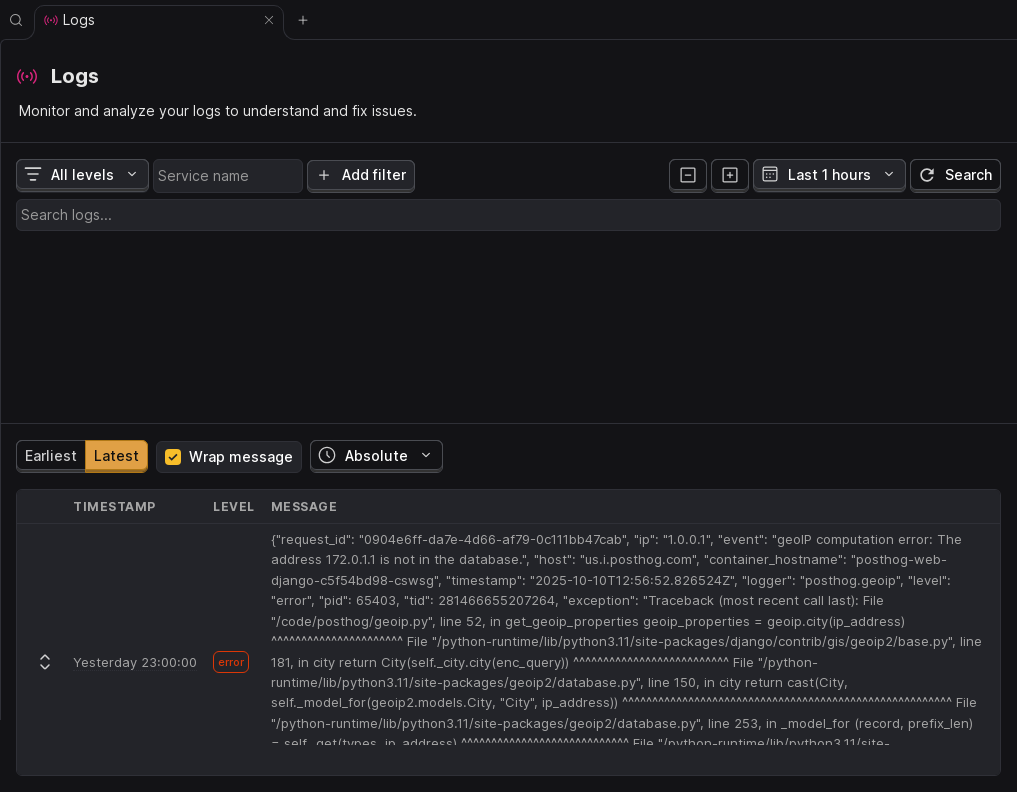 Logs
Logs
Monitor and analyze your logs to understand and fix issues.
All levels Service name Add filter Last 1 hours Search
Search logs...
Earliest Latest Wrap message Absolute
TIMESTAMP LEVEL MESSAGE
{"request_id": "0904e6ff-da7e-4d66-af79-0c111bb47cab", "ip": "1.0.0.1", "event": "geoIP computation error: The
address 172.0.1.1 is not in the database.", "host": "us.i.posthog.com", "container_hostname": "posthog-web-
django-c5f54bd98-cswsg", "timestamp": "2025-10-10T12:56:52.826524Z", "logger": "posthog.geoip", "level":
"error", "pid": 65403, "tid": 281466655207264, "exception": "Traceback (most recent call last): File
"/code/posthog/geoip.py", line 52, in get_geoip_properties geoip_properties = geoip.city(ip_address)
^^^^^^^^^^^^^^^^^^^^^^ File "/python-runtime/lib/python3.11/site-packages/django/contrib/gis/geoip2/base.py", line
Yesterday 23:00:00 error 181, in city return City(self._city.city(enc_query)) ^^^^^^^^^^^^^^^^^^^^^^^^^^ File "/python-
runtime/lib/python3.11/site-packages/geoip2/database.py", line 150, in city return cast(City,
self._model_for(geoip2.models.City, "City", ip_address)) ^^^^^^^^^^^^^^^^^^^^^^^^^^^^^^^^^^^^^^^^^^^^^^^^^^^^^^^ File
"/python-runtime/lib/python3.11/site-packages/geoip2/database.py", line 253, in _model_for (record, prefix_len)
= self._get(types, ip_address) ^^^^^^^^^^^^^^^^^^^^^^^^^^^^ File "/python-runtime/lib/python3.11/site-